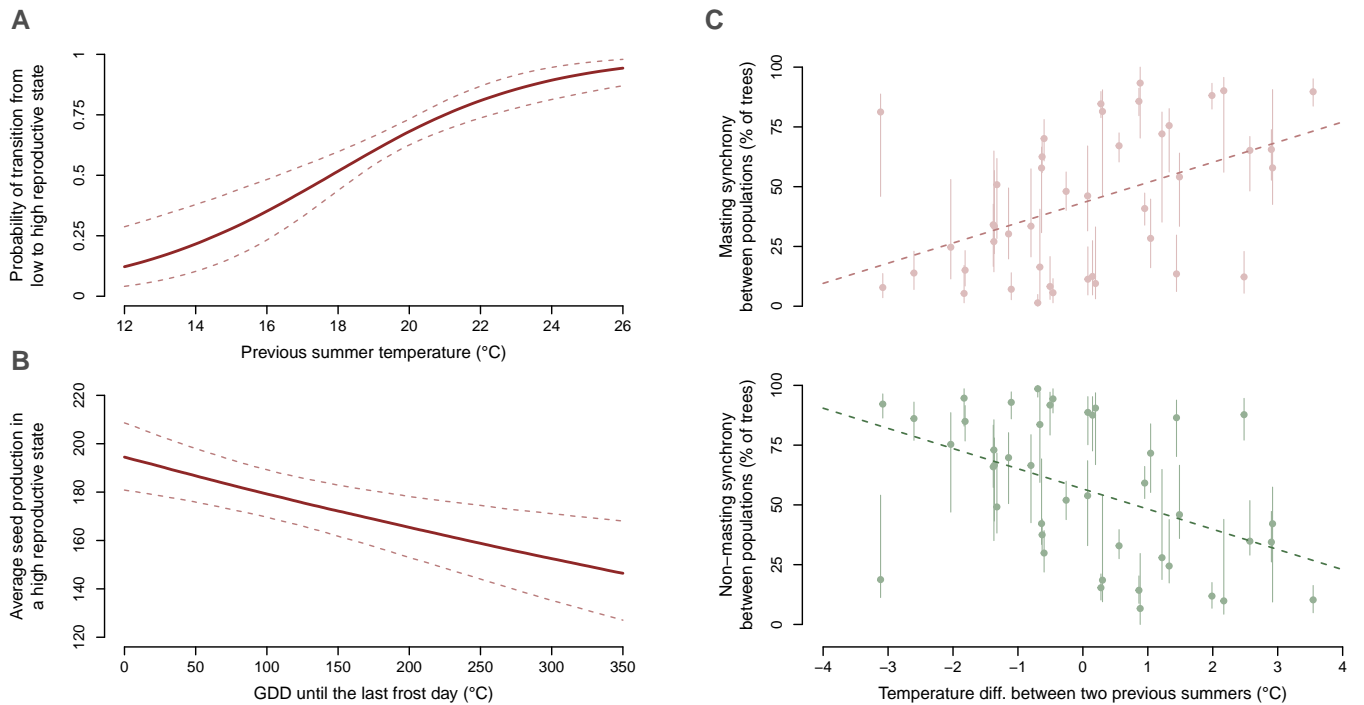 A
Probability of transition from
low to high reproductive state
0 0.25 0.5 0.75 1
12 14 16 18 20 22 24 26
Previous summer temperature (°C)
B
Average seed production in
a high reproductive state
120 140 160 180 200 220
0 50 100 150 200 250 300 350
GDD until the last frost day (°C)
C
Masting synchrony
between populations (% of trees)
0 25 50 75 100
Non−masting synchrony
between populations (% of trees)
0 25 50 75 100
−4 −3 −2 −1 0 1 2 3 4
Temperature diff. between two previous summers (°C)